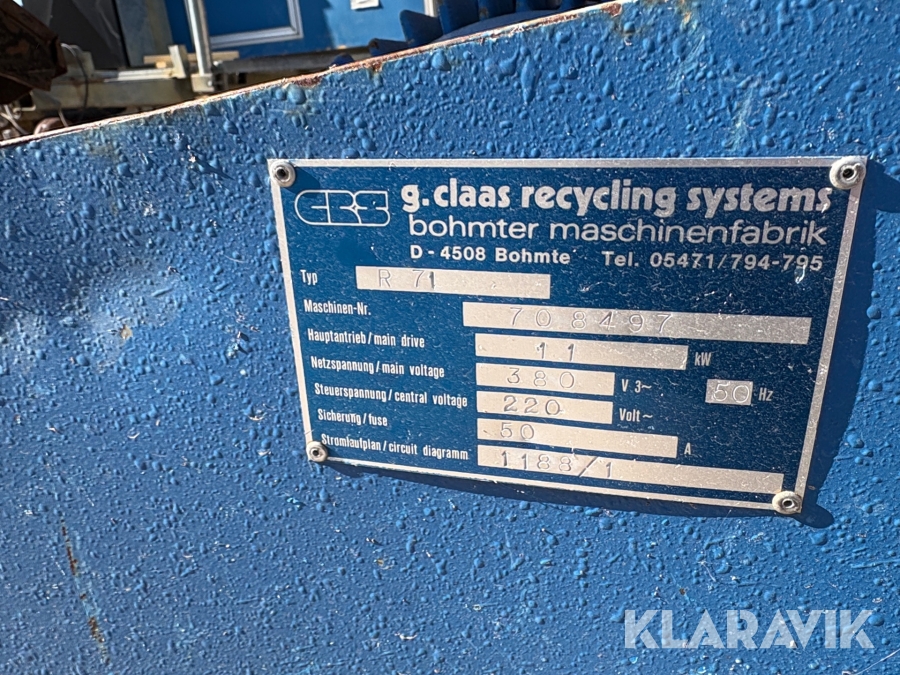 CRS g.claas recycling systems
bohmter maschinenfabrik
D - 4508 Bohmte Tel. 05471/794-795
Typ R 71
Maschinen-Nr. 708497
Hauptantrieb/main drive 11 kW
Netzspannung/main voltage 380 V 3~ 50 Hz
Steuerspannung/central voltage 220 Volt~
Sicherung/fuse 50 A
Stromlaufplan/circuit diagramm 1188/1
KLARAVIK